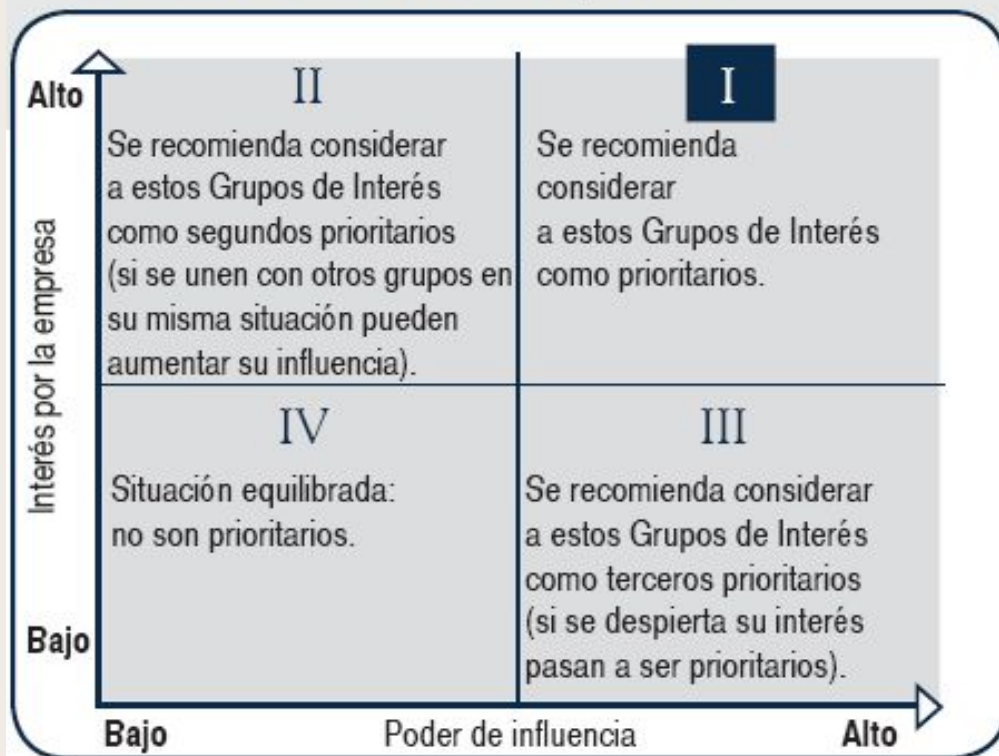 Alto
II
Se recomienda considerar
a estos Grupos de Interés
como segundos prioritarios
(si se unen con otros grupos en
su misma situación pueden
aumentar su influencia).
I
Se recomienda
considerar
a estos Grupos de Interés
como prioritarios.
Interés por la empresa
IV
Situación equilibrada:
no son prioritarios.
III
Se recomienda considerar
a estos Grupos de Interés
como terceros prioritarios
(si se despierta su interés
pasan a ser prioritarios).
Bajo
Bajo
Poder de influencia
Alto